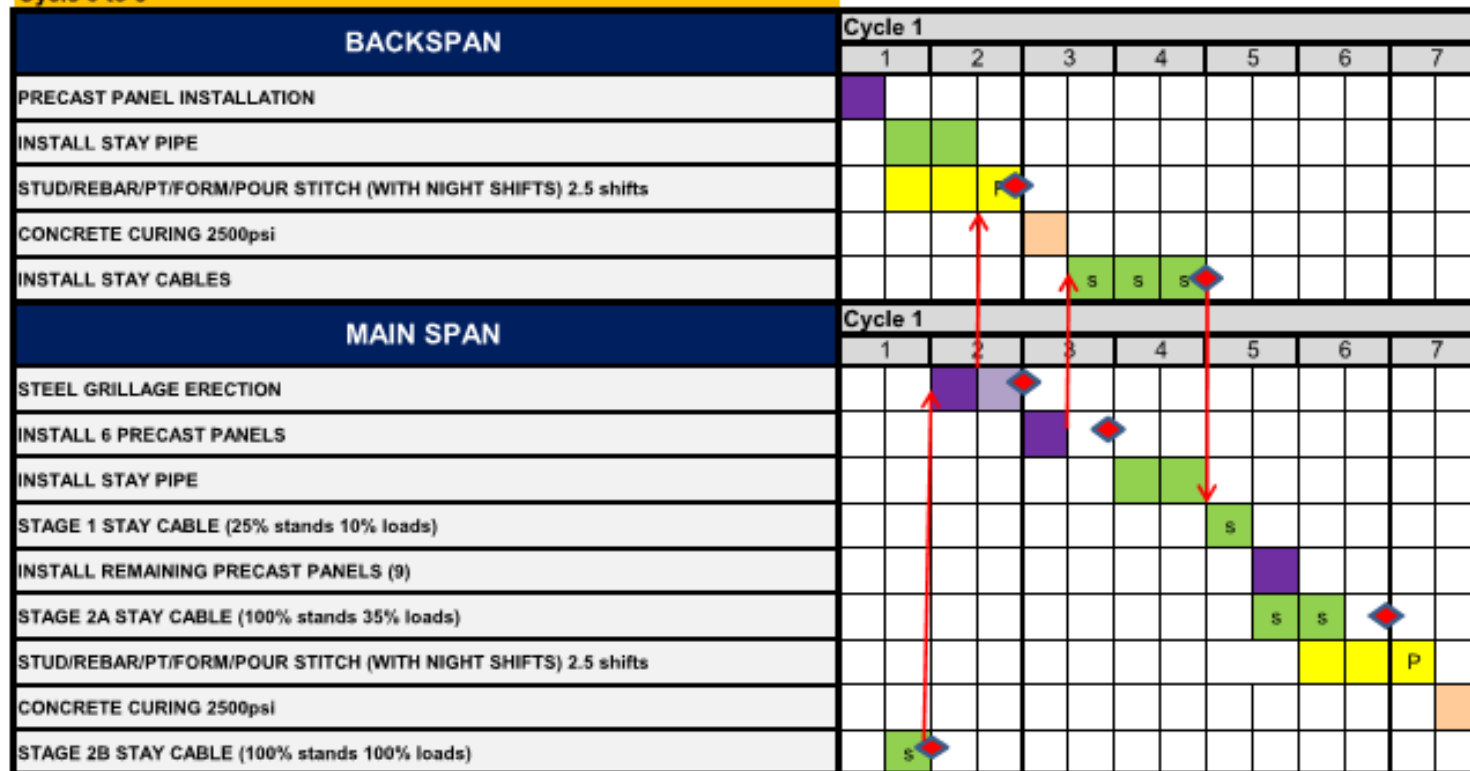 BACKSPAN
Cycle 1
1 2 3 4 5 6 7
PRECAST PANEL INSTALLATION
INSTALL STAY PIPE
STUD/REBAR/PT/FORM/POUR STITCH (WITH NIGHT SHIFTS) 2.5 shifts
CONCRETE CURING 2500psi
INSTALL STAY CABLES s s s
MAIN SPAN
Cycle 1
1 2 3 4 5 6 7
STEEL GRILLAGE ERECTION
INSTALL 6 PRECAST PANELS
INSTALL STAY PIPE
STAGE 1 STAY CABLE (25% stands 10% loads) s
INSTALL REMAINING PRECAST PANELS (9)
STAGE 2A STAY CABLE (100% stands 35% loads) s s
STUD/REBAR/PT/FORM/POUR STITCH (WITH NIGHT SHIFTS) 2.5 shifts P
CONCRETE CURING 2500psi
STAGE 2B STAY CABLE (100% stands 100% loads) s